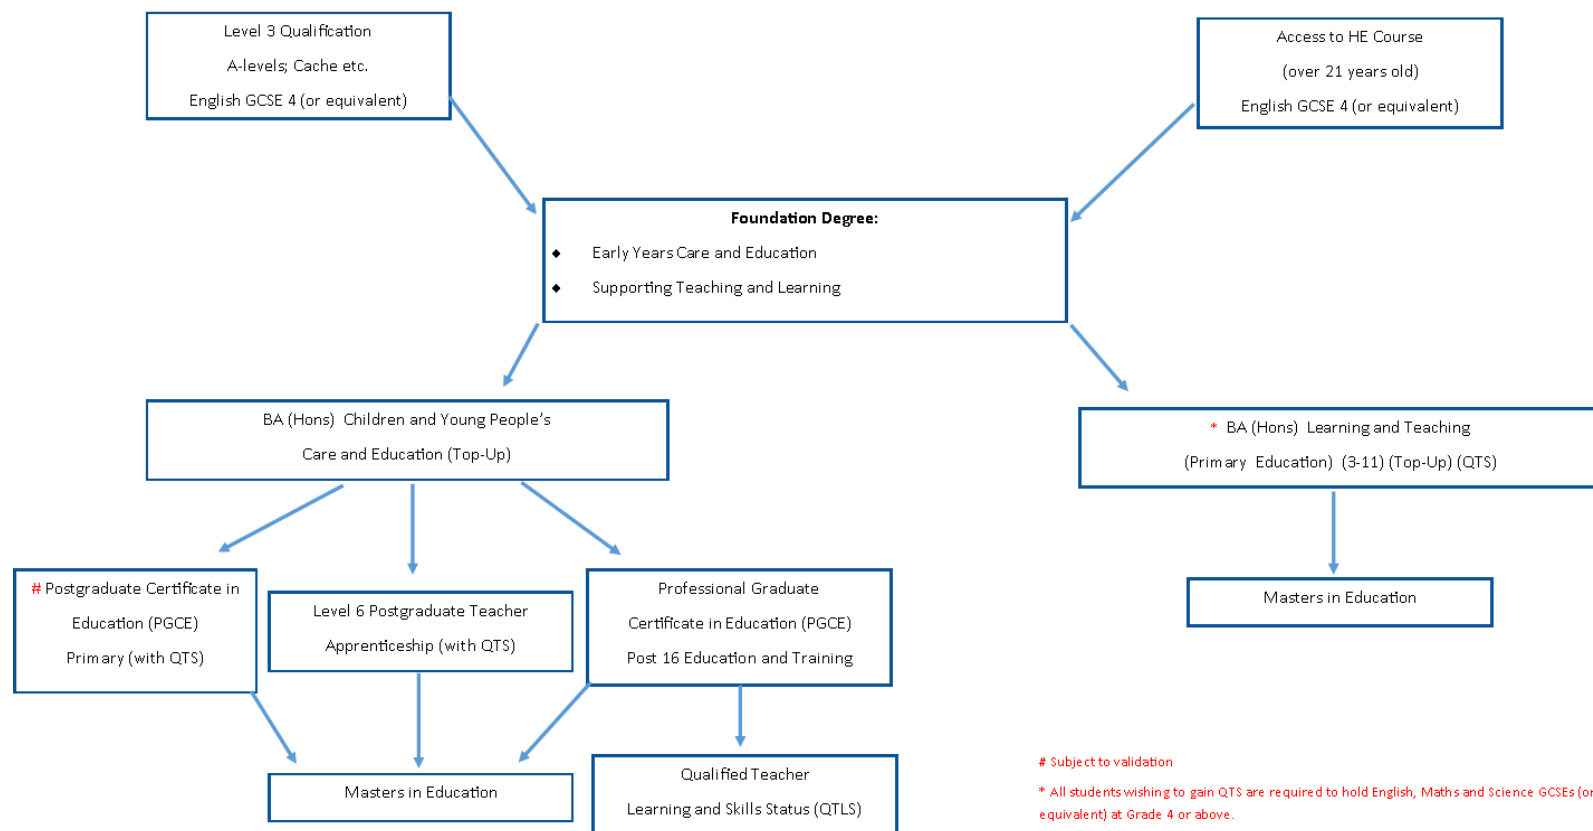 Level 3 Qualification
A-levels; Cache etc.
English GCSE 4 (or equivalent)
Access to HE Course
(over 21 years old)
English GCSE 4 (or equivalent)
Foundation Degree:
◆ Early Years Care and Education
◆ Supporting Teaching and Learning
BA (Hons) Children and Young People's
Care and Education (Top-Up)
* BA (Hons) Learning and Teaching
(Primary Education) (3-11) (Top-Up) (QTS)
# Postgraduate Certificate in
Education (PGCE)
Primary (with QTS)
Level 6 Postgraduate Teacher
Apprenticeship (with QTS)
Professional Graduate
Certificate in Education (PGCE)
Post 16 Education and Training
Masters in Education
Masters in Education
Qualified Teacher
Learning and Skills Status (QTLS)
# Subject to validation
* All students wishing to gain QTS are required to hold English, Maths and Science GCSEs (or
equivalent) at Grade 4 or above.